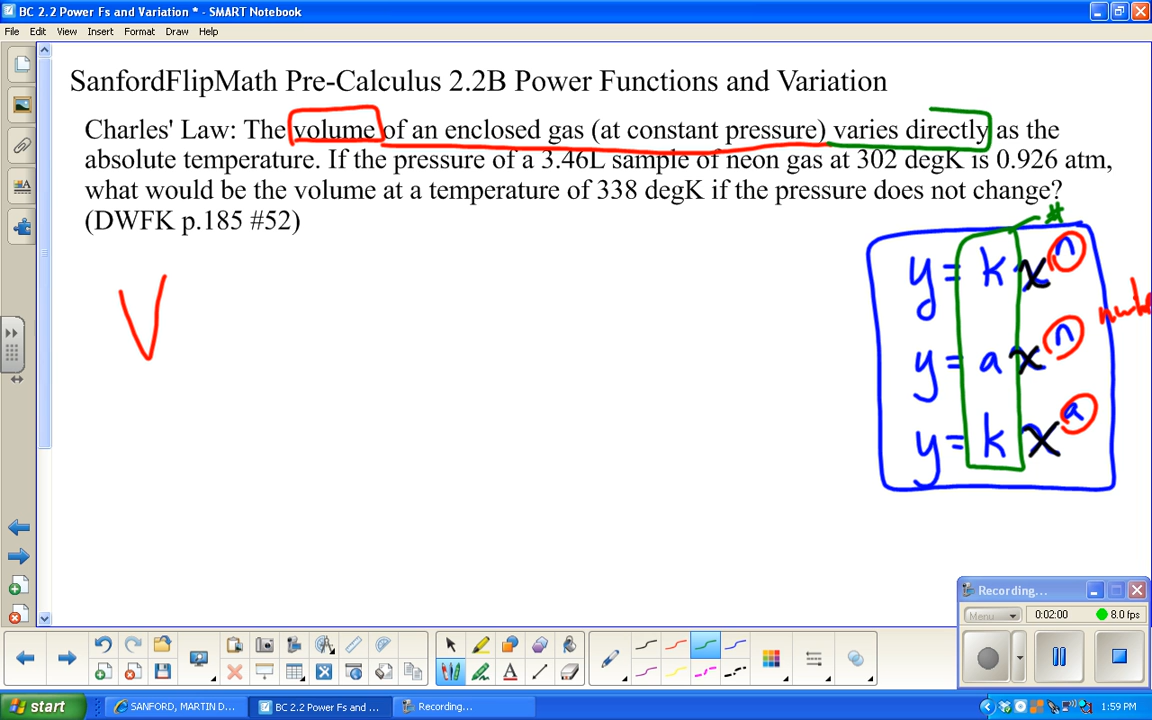 BC 2.2 Power Fs and Variation * - SMART Notebook
File Edit View Insert Format Draw Help
SanfordFlipMath Pre-Calculus 2.2B Power Functions and Variation
Charles' Law: The volume of an enclosed gas (at constant pressure) varies directly as the
absolute temperature. If the pressure of a 3.46L sample of neon gas at 302 degK is 0.926 atm,
what would be the volume at a temperature of 338 degK if the pressure does not change?
(DWFK p.185 #52)
V
#
y = k x^n
y = a x^n
y = k x^a
Recording...
Menu 0:02:00 8.0 fps
start SANFORD, MARTIN D... BC 2.2 Power Fs and ... Recording... 1:59 PM